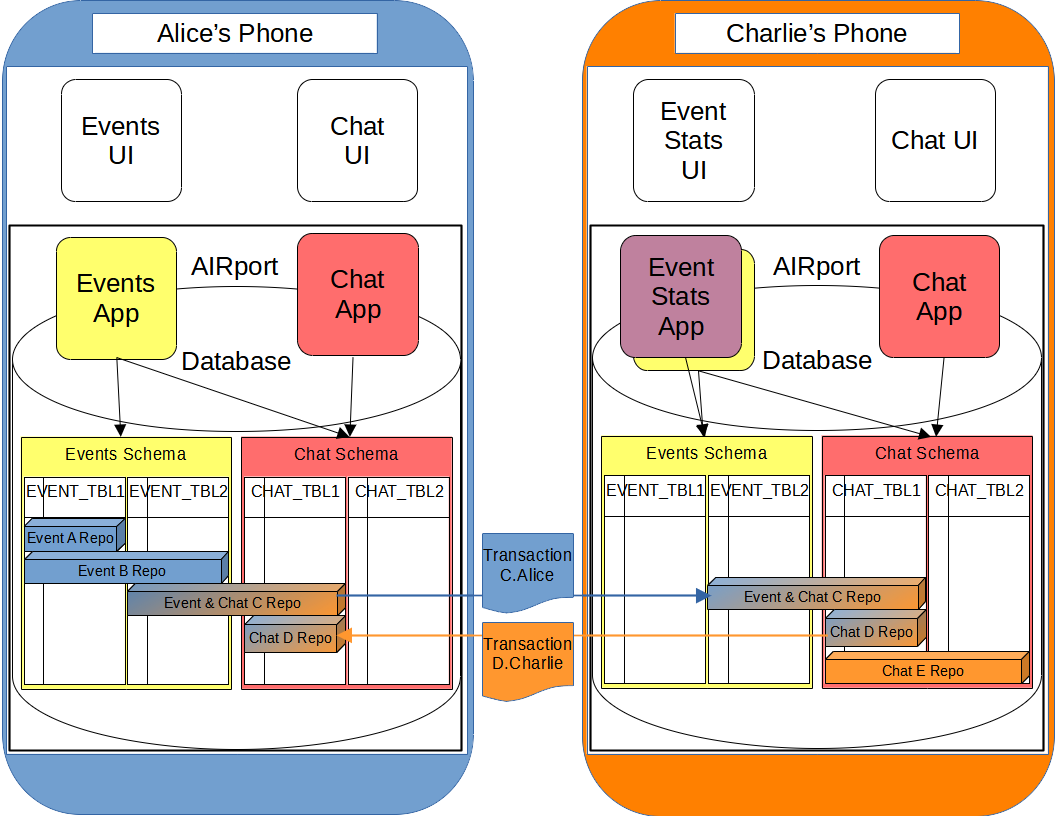 Alice’s Phone
Events
UI
Chat
UI
Events
App
AIRport
Chat
App
Database
Events Schema
Chat Schema
EVENT_TBL1
EVENT_TBL2
CHAT_TBL1
CHAT_TBL2
Event A Repo
Event B Repo
Event & Chat C Repo
Chat D Repo
Transaction
C.Alice
Transaction
D.Charlie
Charlie’s Phone
Event
Stats
UI
Chat UI
Event
Stats
App
AIRport
Chat
App
Database
Events Schema
Chat Schema
EVENT_TBL1
EVENT_TBL2
CHAT_TBL1
CHAT_TBL2
Event & Chat C Repo
Chat D Repo
Chat E Repo